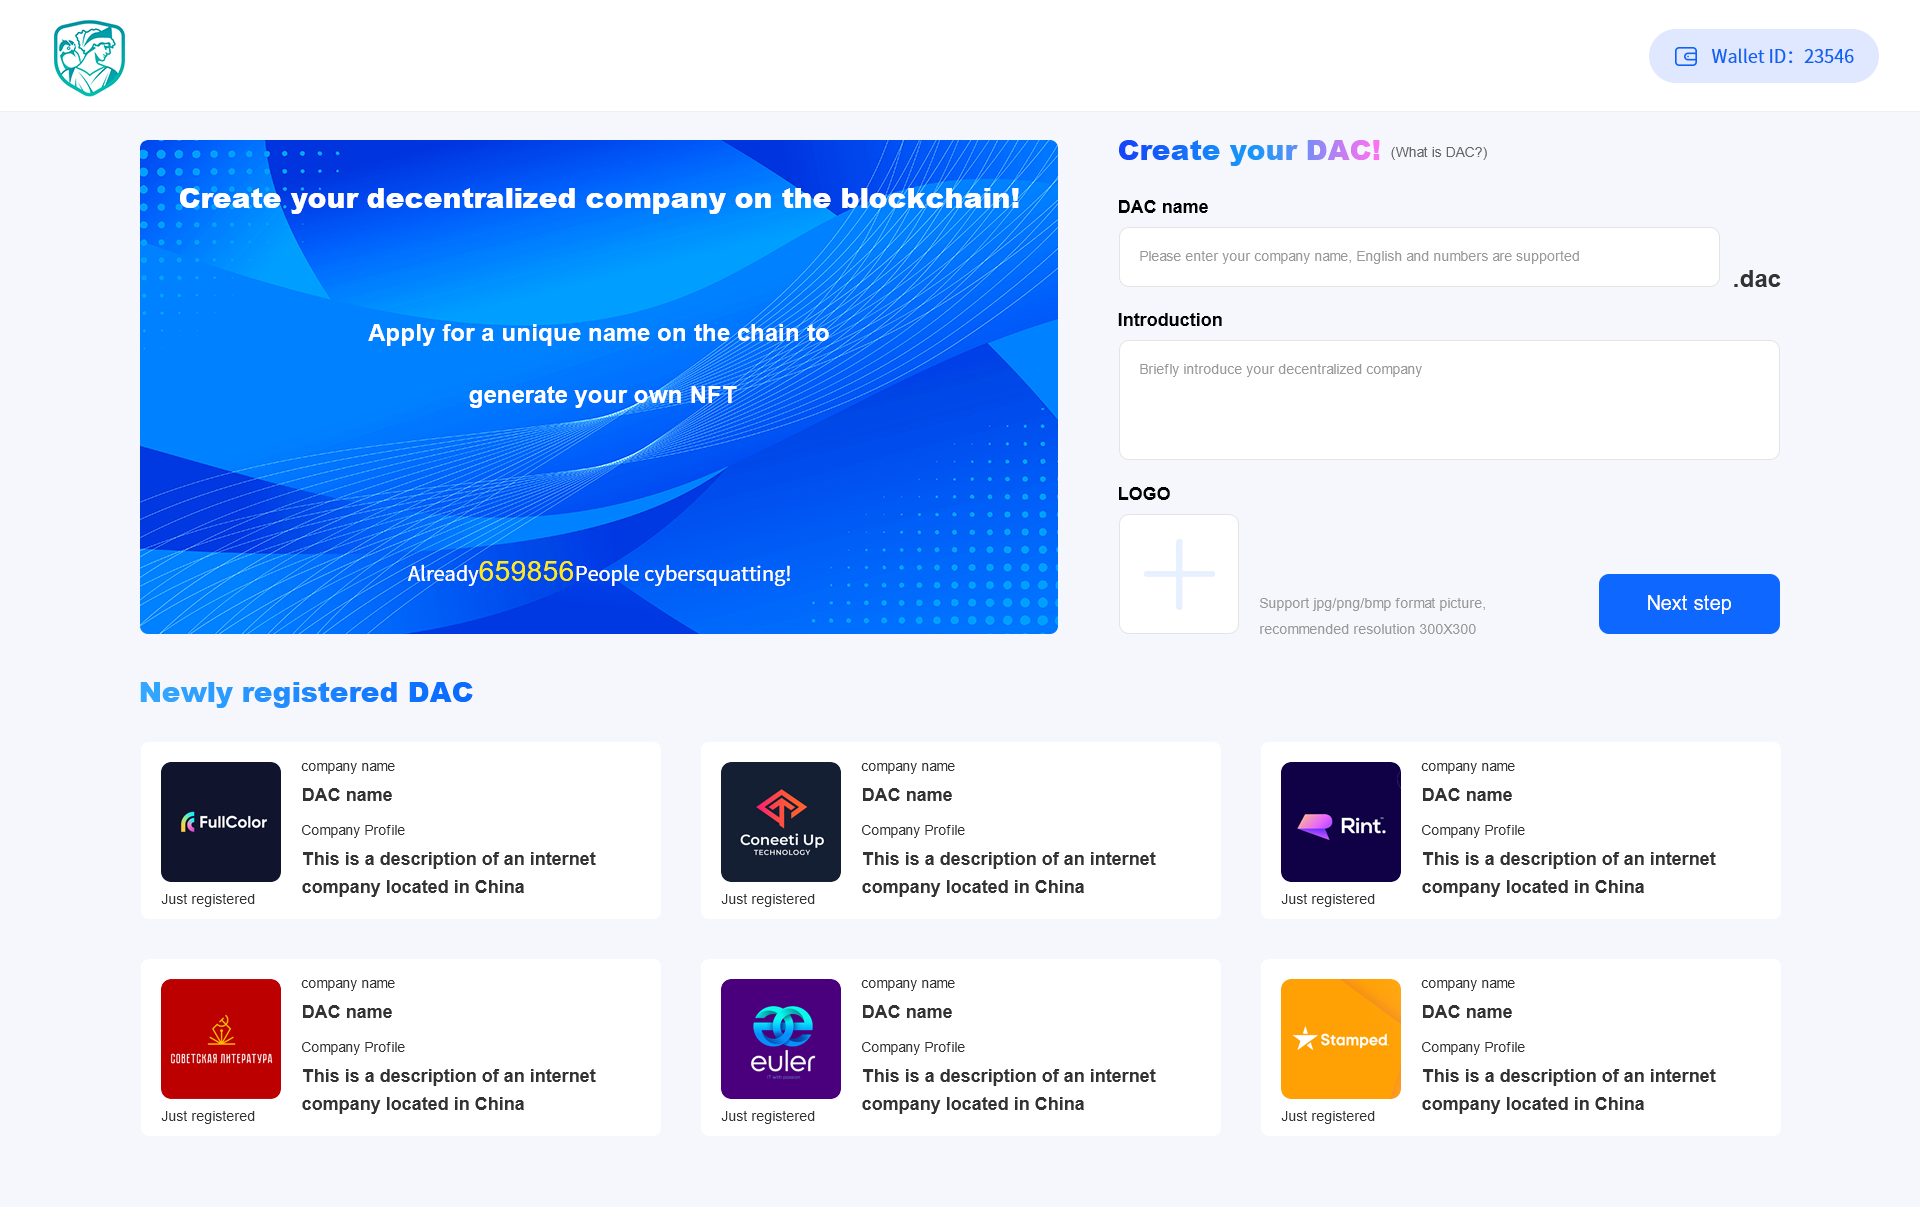 Wallet ID：23546
Create your decentralized company on the blockchain!
Apply for a unique name on the chain to
generate your own NFT
Already659856People cybersquatting!
Create your DAC! (What is DAC?)
DAC name
Please enter your company name, English and numbers are supported
.dac
Introduction
Briefly introduce your decentralized company
LOGO
Support jpg/png/bmp format picture,
recommended resolution 300X300
Next step
Newly registered DAC
FullColor
Just registered
company name
DAC name
Company Profile
This is a description of an internet
company located in China
Coneeti Up
TECHNOLOGY
Just registered
company name
DAC name
Company Profile
This is a description of an internet
company located in China
Rint.
Just registered
company name
DAC name
Company Profile
This is a description of an internet
company located in China
СОВЕТСКАЯ ЛИТЕРАТУРА
Just registered
company name
DAC name
Company Profile
This is a description of an internet
company located in China
euler
IT with passion
Just registered
company name
DAC name
Company Profile
This is a description of an internet
company located in China
Stamped.
Just registered
company name
DAC name
Company Profile
This is a description of an internet
company located in China